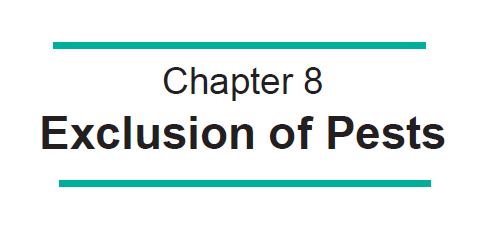 Chapter 8
Exclusion of Pests